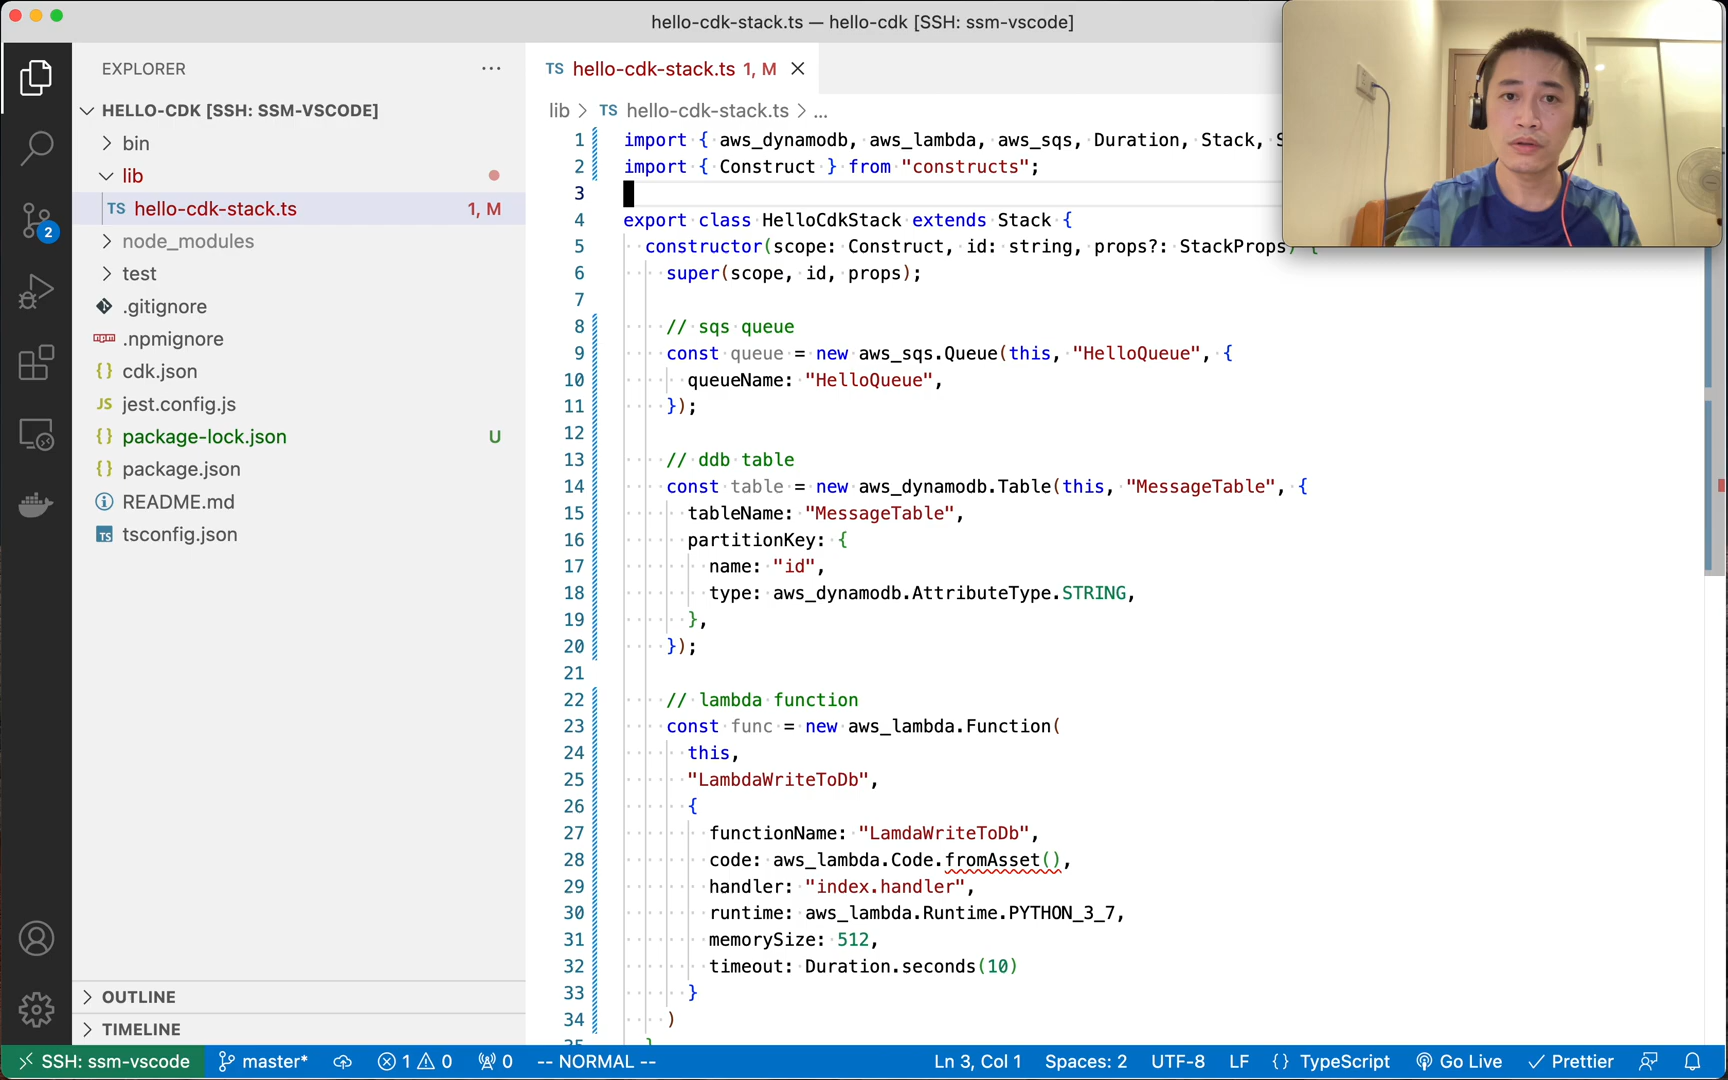 hello-cdk-stack.ts — hello-cdk [SSH: ssm-vscode]
EXPLORER
HELLO-CDK [SSH: SSM-VSCODE]
bin
lib
TS hello-cdk-stack.ts 1, M
node_modules
test
.gitignore
npm .npmignore
{} cdk.json
JS jest.config.js
{} package-lock.json U
{} package.json
README.md
TS tsconfig.json
OUTLINE
TIMELINE
2
TS hello-cdk-stack.ts 1, M
lib > TS hello-cdk-stack.ts > ...
1 import { aws_dynamodb, aws_lambda, aws_sqs, Duration, Stack, S
2 import { Construct } from "constructs";
3
4 export class HelloCdkStack extends Stack {
5 constructor(scope: Construct, id: string, props?: StackProps) {
6 super(scope, id, props);
7
8 // sqs queue
9 const queue = new aws_sqs.Queue(this, "HelloQueue", {
10 queueName: "HelloQueue",
11 });
12
13 // ddb table
14 const table = new aws_dynamodb.Table(this, "MessageTable", {
15 tableName: "MessageTable",
16 partitionKey: {
17 name: "id",
18 type: aws_dynamodb.AttributeType.STRING,
19 },
20 });
21
22 // lambda function
23 const func = new aws_lambda.Function(
24 this,
25 "LambdaWriteToDb",
26 {
27 functionName: "LamdaWriteToDb",
28 code: aws_lambda.Code.fromAsset(),
29 handler: "index.handler",
30 runtime: aws_lambda.Runtime.PYTHON_3_7,
31 memorySize: 512,
32 timeout: Duration.seconds(10)
33 }
34 )
35 }
SSH: ssm-vscode master* 1 0 0 -- NORMAL -- Ln 3, Col 1 Spaces: 2 UTF-8 LF {} TypeScript Go Live Prettier